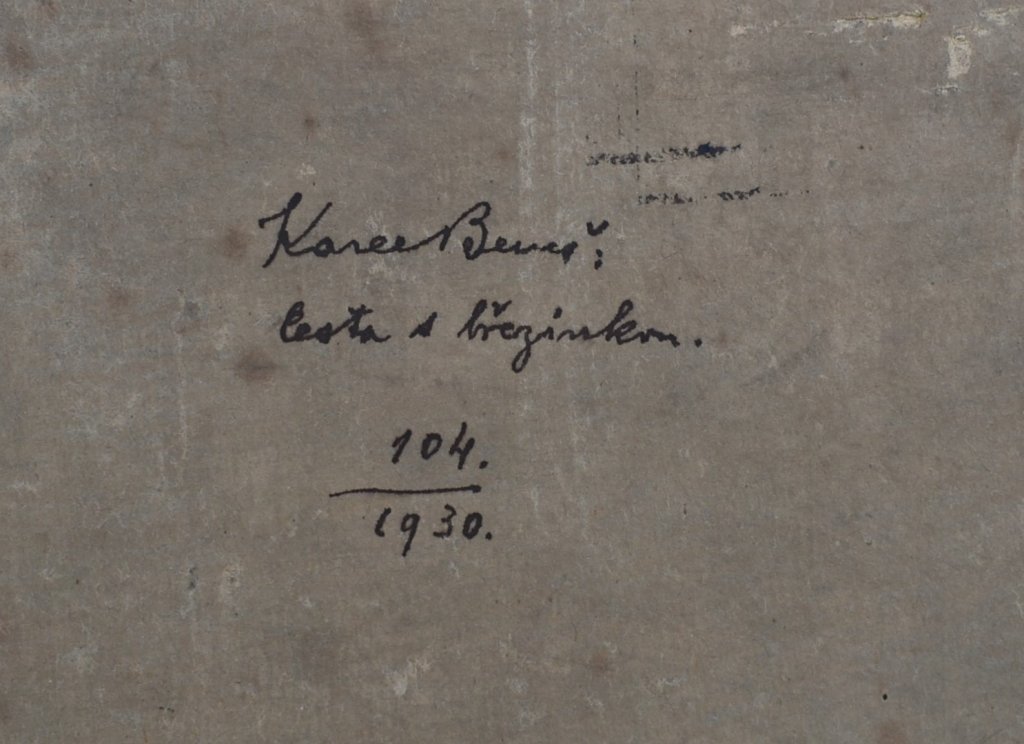 Karel Beneš:
Cesta s březinkou.
104.
1930.